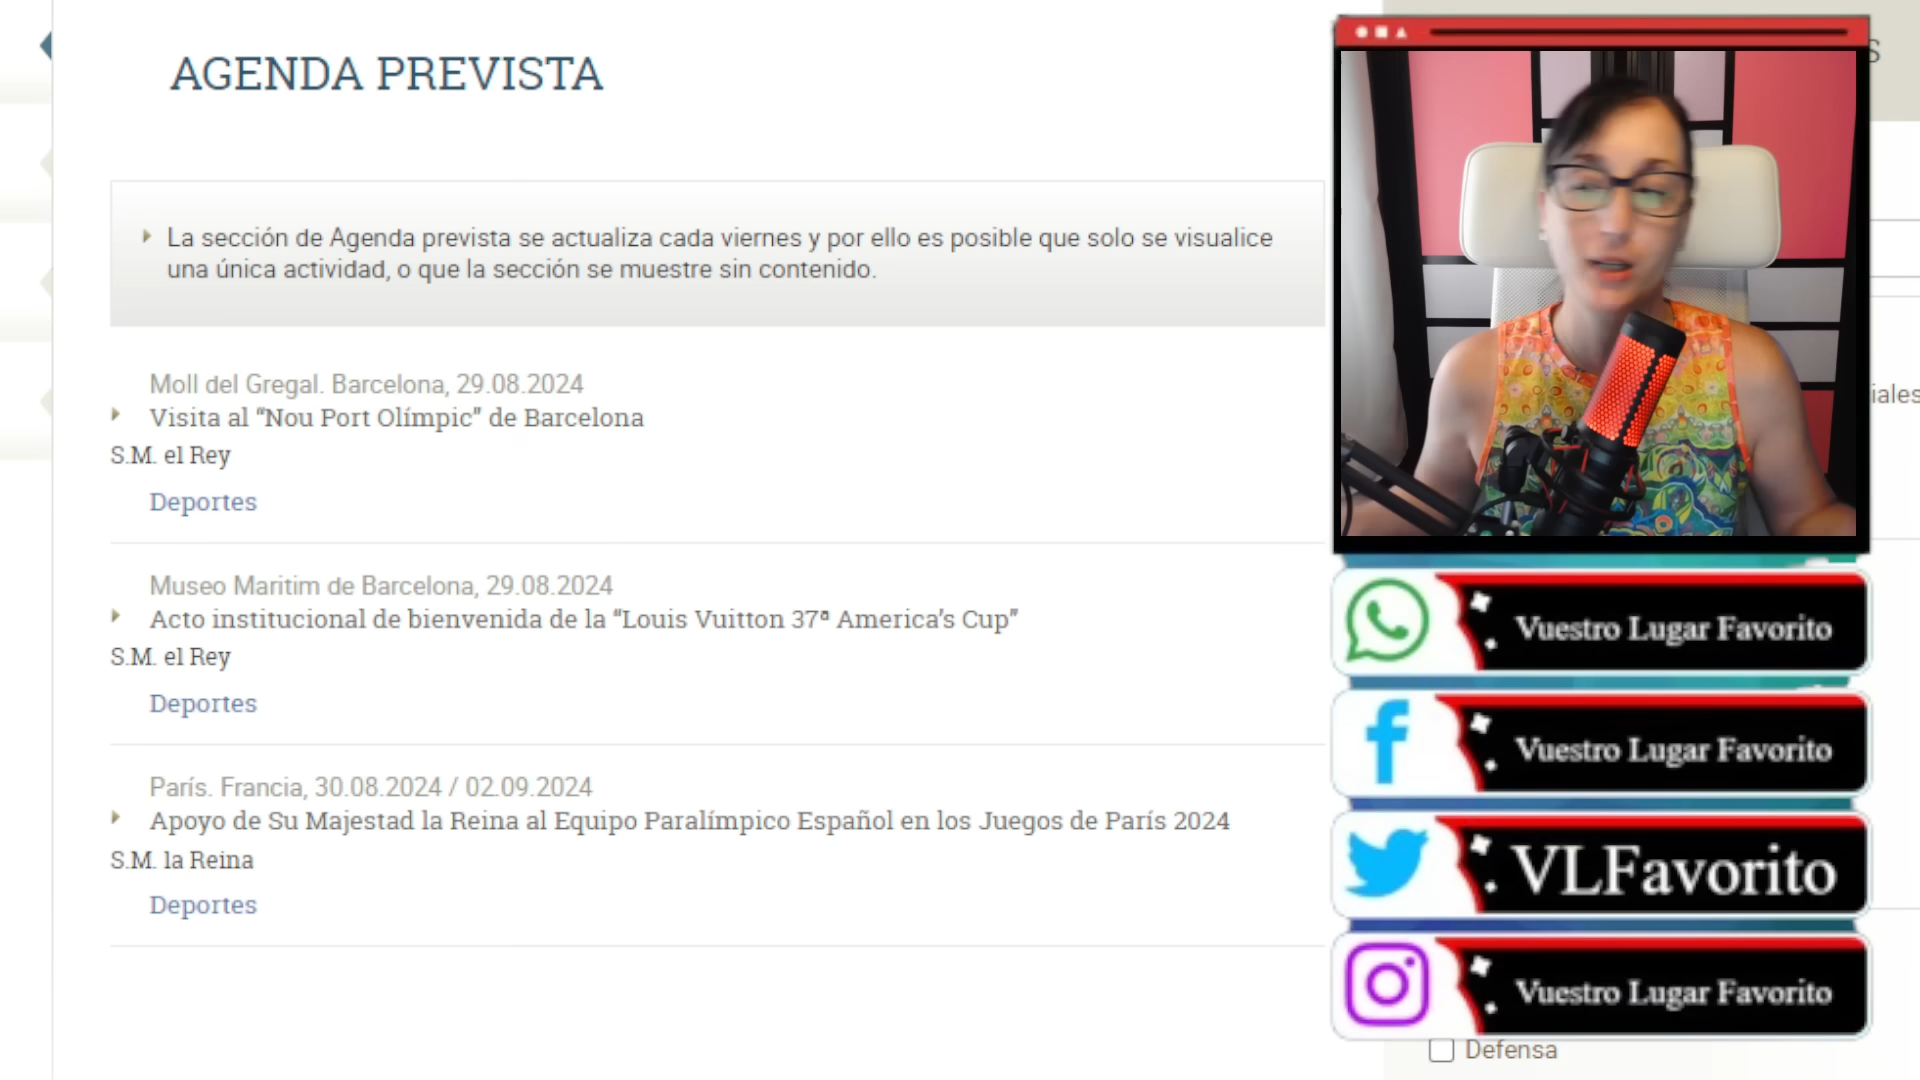 AGENDA PREVISTA
La sección de Agenda prevista se actualiza cada viernes y por ello es posible que solo se visualice
una única actividad, o que la sección se muestre sin contenido.
Moll del Gregal. Barcelona, 29.08.2024
Visita al “Nou Port Olímpic” de Barcelona
S.M. el Rey
Deportes
Museo Maritim de Barcelona, 29.08.2024
Acto institucional de bienvenida de la “Louis Vuitton 37ª America’s Cup”
S.M. el Rey
Deportes
París. Francia, 30.08.2024 / 02.09.2024
Apoyo de Su Majestad la Reina al Equipo Paralímpico Español en los Juegos de París 2024
S.M. la Reina
Deportes
S
iales
Vuestro Lugar Favorito
Vuestro Lugar Favorito
VLFavorito
Vuestro Lugar Favorito
Defensa